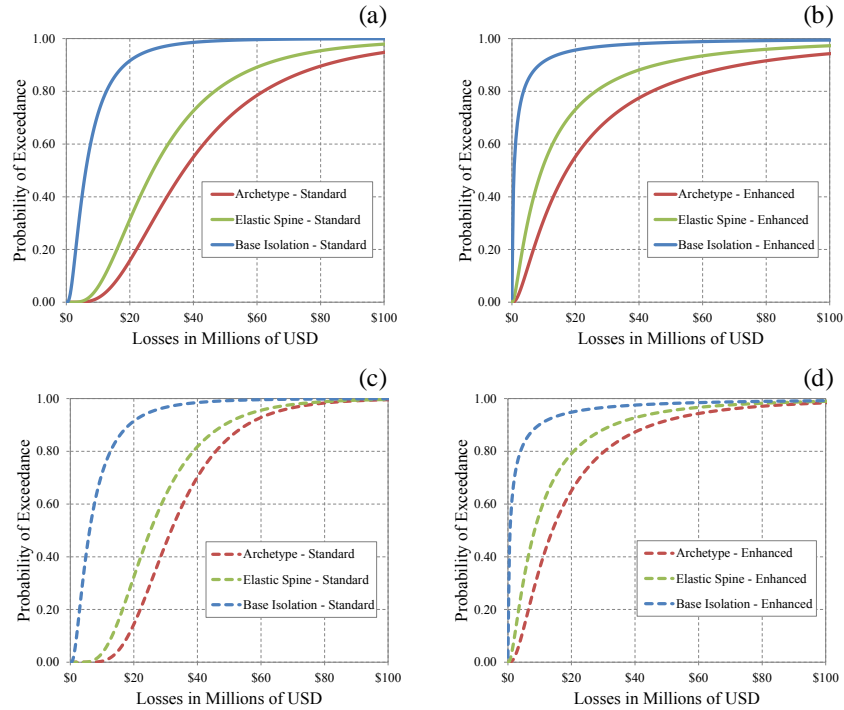 (a)
1.00
0.80
0.60
0.40
0.20
0.00
Probability of Exceedance
Archetype - Standard
Elastic Spine - Standard
Base Isolation - Standard
$0 $20 $40 $60 $80 $100
Losses in Millions of USD
(b)
1.00
0.80
0.60
0.40
0.20
0.00
Probability of Exceedance
Archetype - Enhanced
Elastic Spine - Enhanced
Base Isolation - Enhanced
$0 $20 $40 $60 $80 $100
Losses in Millions of USD
(c)
1.00
0.80
0.60
0.40
0.20
0.00
Probability of Exceedance
Archetype - Standard
Elastic Spine - Standard
Base Isolation - Standard
$0 $20 $40 $60 $80 $100
Losses in Millions of USD
(d)
1.00
0.80
0.60
0.40
0.20
0.00
Probability of Exceedance
Archetype - Enhanced
Elastic Spine - Enhanced
Base Isolation - Enhanced
$0 $20 $40 $60 $80 $100
Losses in Millions of USD